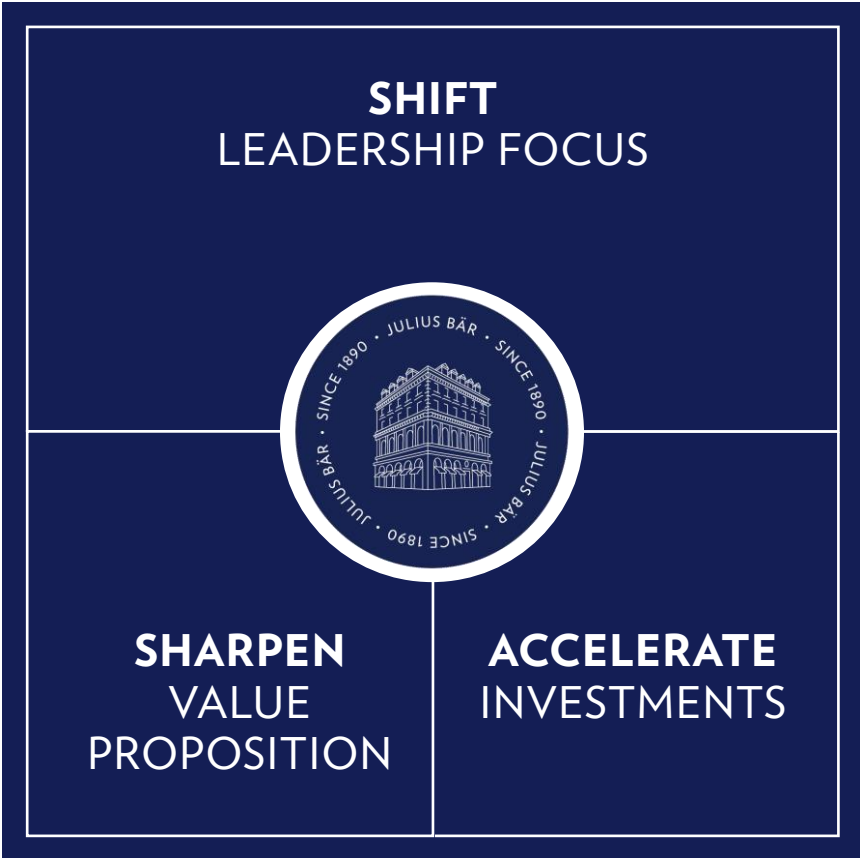 SHIFT
LEADERSHIP FOCUS
JULIUS BÄR · SINCE 1890 · JULIUS BÄR · SINCE 1890 · JULIUS BÄR · SINCE 1890 ·
SHARPEN
VALUE
PROPOSITION
ACCELERATE
INVESTMENTS